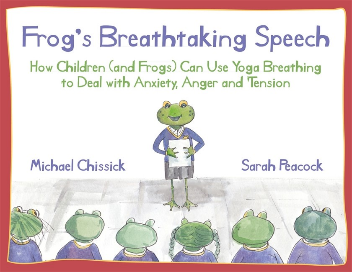 Frog's Breathtaking Speech
How Children (and Frogs) Can Use Yoga Breathing
to Deal with Anxiety, Anger and Tension
Michael Chissick
Sarah Peacock